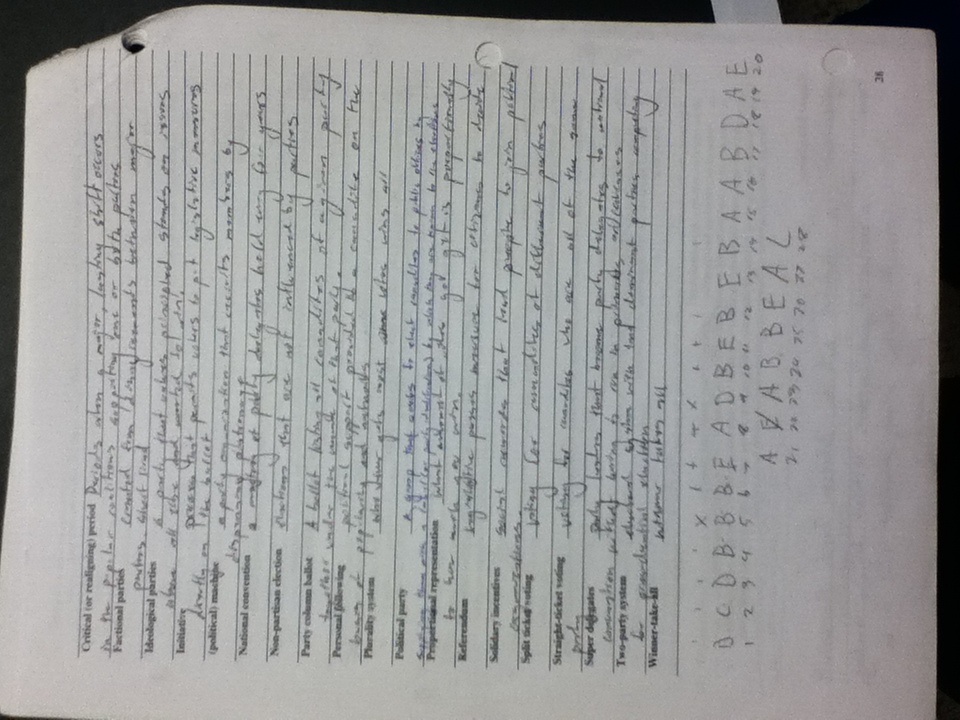 Critical (or realigning) period Periods when a major, lasting shift occurs
in the popular coalitions supporting one or both parties
Factional parties created from disagreements between major
parties. short lived
Ideological parties A party that values principled stands on issues
above all else and
Initiative process that permits voters to put legislative measures
directly on the ballot
(political) machine a party organization that recruits members by
dispensing patronage
National convention a meeting of party delegates held every four years
Non-partisan election elections that are not influenced by parties
Party column ballot A ballot listing all canadites of a given party
together under the name of that party.
Personal following political support provided to a canadite on the
basis of popularity and networks
Plurality system who ever gets most votes wins all
Political party A group that seeks to elect canadites to public offices by
supplying them with a label (or party identification) by which they are known to the electorate
Proportional representation What amount of you get is proportionally
to how much you win.
Referendum legislative passes measure for citizens to decide
Solidary incentives social rewards that lead people to join political
organizations.
Split ticket voting voting for canadites of different parties
Straight-ticket voting voting for canadites who are all of the same
party
Super delegates party leaders that become party delegates to national
convention without having to run in primaries or caucuses
Two-party system electoral system with two dominant parties competing
for presidential election
Winner-take-all winner takes all
D C D B B B E A D B E B E B A A B D A E
1 2 3 4 5 6 7 8 9 10 11 12 13 14 15 16 17 18 19 20
A E A B B E A C
21 22 23 24 25 26 27 28
28